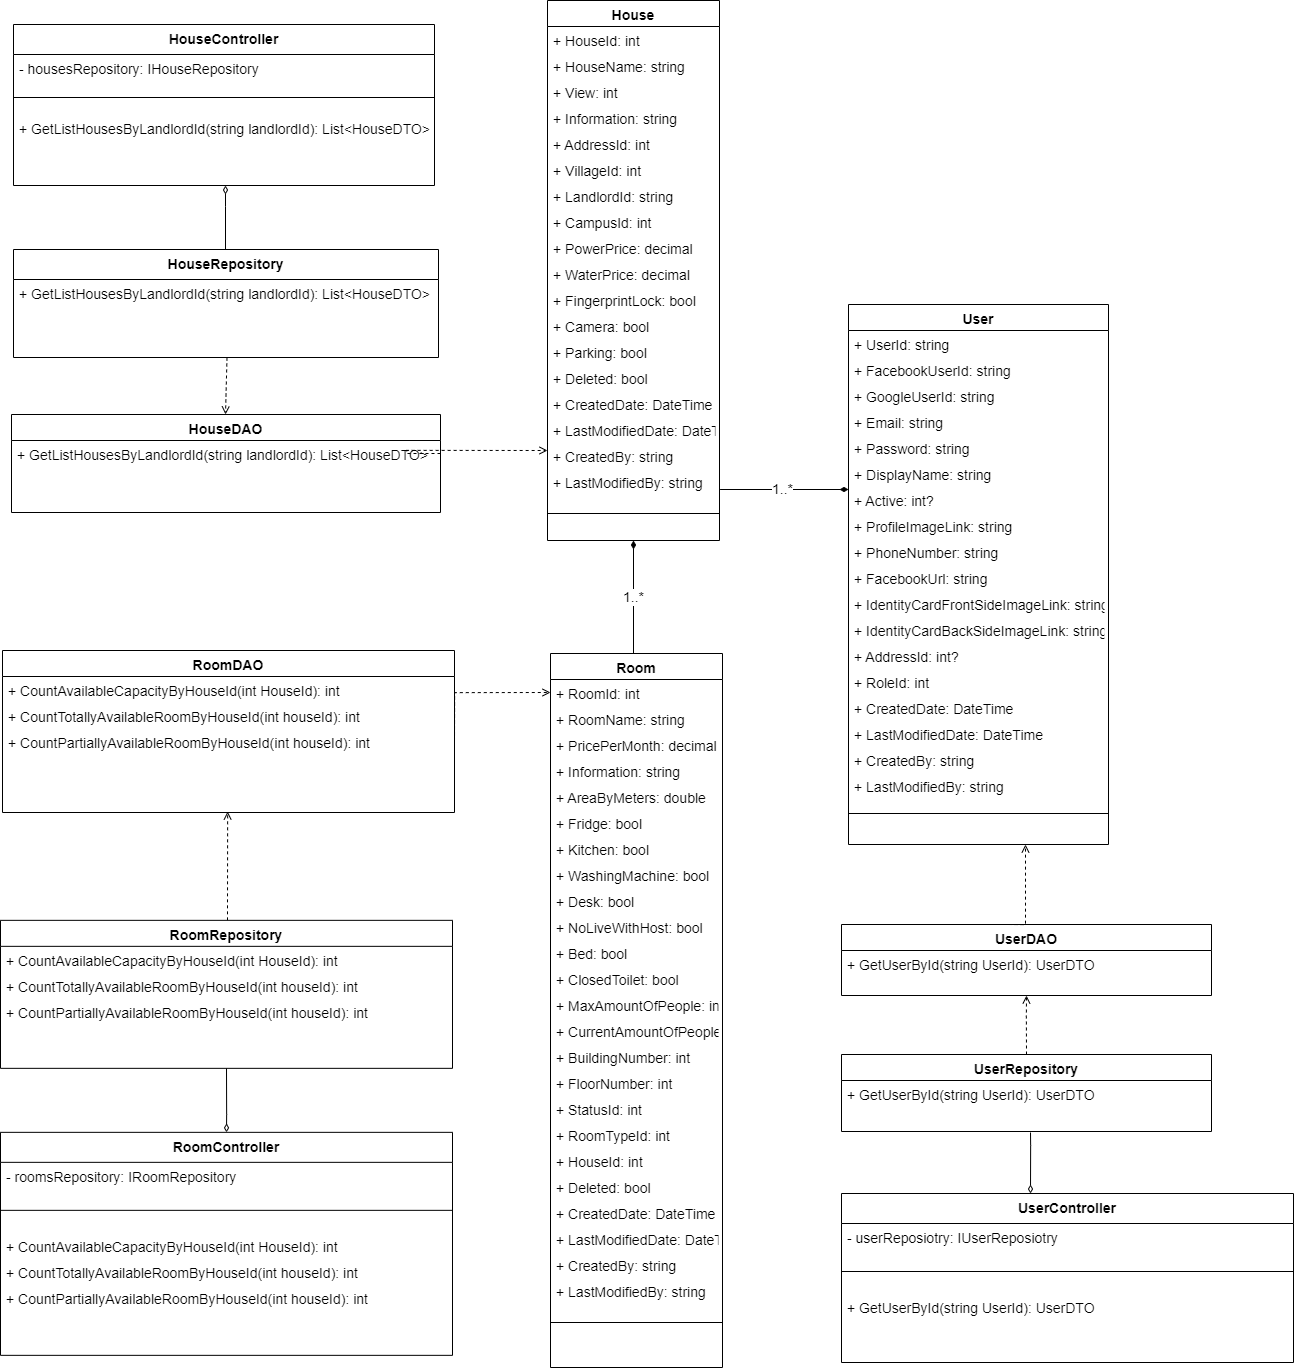 HouseController
- housesRepository: IHouseRepository
+ GetListHousesByLandlordId(string landlordId): List<HouseDTO>
HouseRepository
+ GetListHousesByLandlordId(string landlordId): List<HouseDTO>
HouseDAO
+ GetListHousesByLandlordId(string landlordId): List<HouseDTO>
House
+ HouseId: int
+ HouseName: string
+ View: int
+ Information: string
+ AddressId: int
+ VillageId: int
+ LandlordId: string
+ CampusId: int
+ PowerPrice: decimal
+ WaterPrice: decimal
+ FingerprintLock: bool
+ Camera: bool
+ Parking: bool
+ Deleted: bool
+ CreatedDate: DateTime
+ LastModifiedDate: DateT
+ CreatedBy: string
+ LastModifiedBy: string
1..*
1..*
User
+ UserId: string
+ FacebookUserId: string
+ GoogleUserId: string
+ Email: string
+ Password: string
+ DisplayName: string
+ Active: int?
+ ProfileImageLink: string
+ PhoneNumber: string
+ FacebookUrl: string
+ IdentityCardFrontSideImageLink: string
+ IdentityCardBackSideImageLink: string
+ AddressId: int?
+ RoleId: int
+ CreatedDate: DateTime
+ LastModifiedDate: DateTime
+ CreatedBy: string
+ LastModifiedBy: string
RoomDAO
+ CountAvailableCapacityByHouseId(int HouseId): int
+ CountTotallyAvailableRoomByHouseId(int houseId): int
+ CountPartiallyAvailableRoomByHouseId(int houseId): int
RoomRepository
+ CountAvailableCapacityByHouseId(int HouseId): int
+ CountTotallyAvailableRoomByHouseId(int houseId): int
+ CountPartiallyAvailableRoomByHouseId(int houseId): int
RoomController
- roomsRepository: IRoomRepository
+ CountAvailableCapacityByHouseId(int HouseId): int
+ CountTotallyAvailableRoomByHouseId(int houseId): int
+ CountPartiallyAvailableRoomByHouseId(int houseId): int
Room
+ RoomId: int
+ RoomName: string
+ PricePerMonth: decimal
+ Information: string
+ AreaByMeters: double
+ Fridge: bool
+ Kitchen: bool
+ WashingMachine: bool
+ Desk: bool
+ NoLiveWithHost: bool
+ Bed: bool
+ ClosedToilet: bool
+ MaxAmountOfPeople: in
+ CurrentAmountOfPeople
+ BuildingNumber: int
+ FloorNumber: int
+ StatusId: int
+ RoomTypeId: int
+ HouseId: int
+ Deleted: bool
+ CreatedDate: DateTime
+ LastModifiedDate: DateT
+ CreatedBy: string
+ LastModifiedBy: string
UserDAO
+ GetUserById(string UserId): UserDTO
UserRepository
+ GetUserById(string UserId): UserDTO
UserController
- userReposiotry: IUserReposiotry
+ GetUserById(string UserId): UserDTO